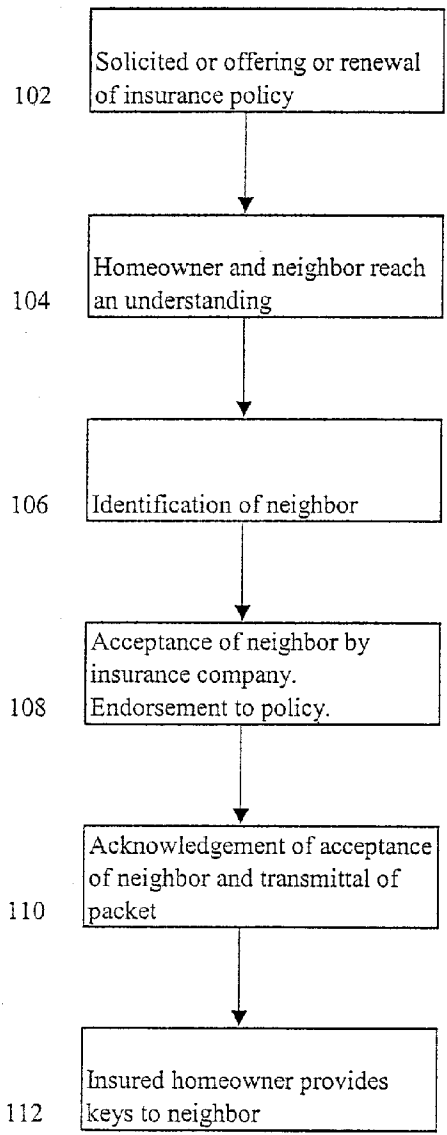 Solicited or offering or renewal
102 of insurance policy
Homeowner and neighbor reach
104 an understanding
106 Identification of neighbor
Acceptance of neighbor by
insurance company.
108 Endorsement to policy.
Acknowledgement of acceptance
of neighbor and transmittal of
110 packet
Insured homeowner provides
112 keys to neighbor